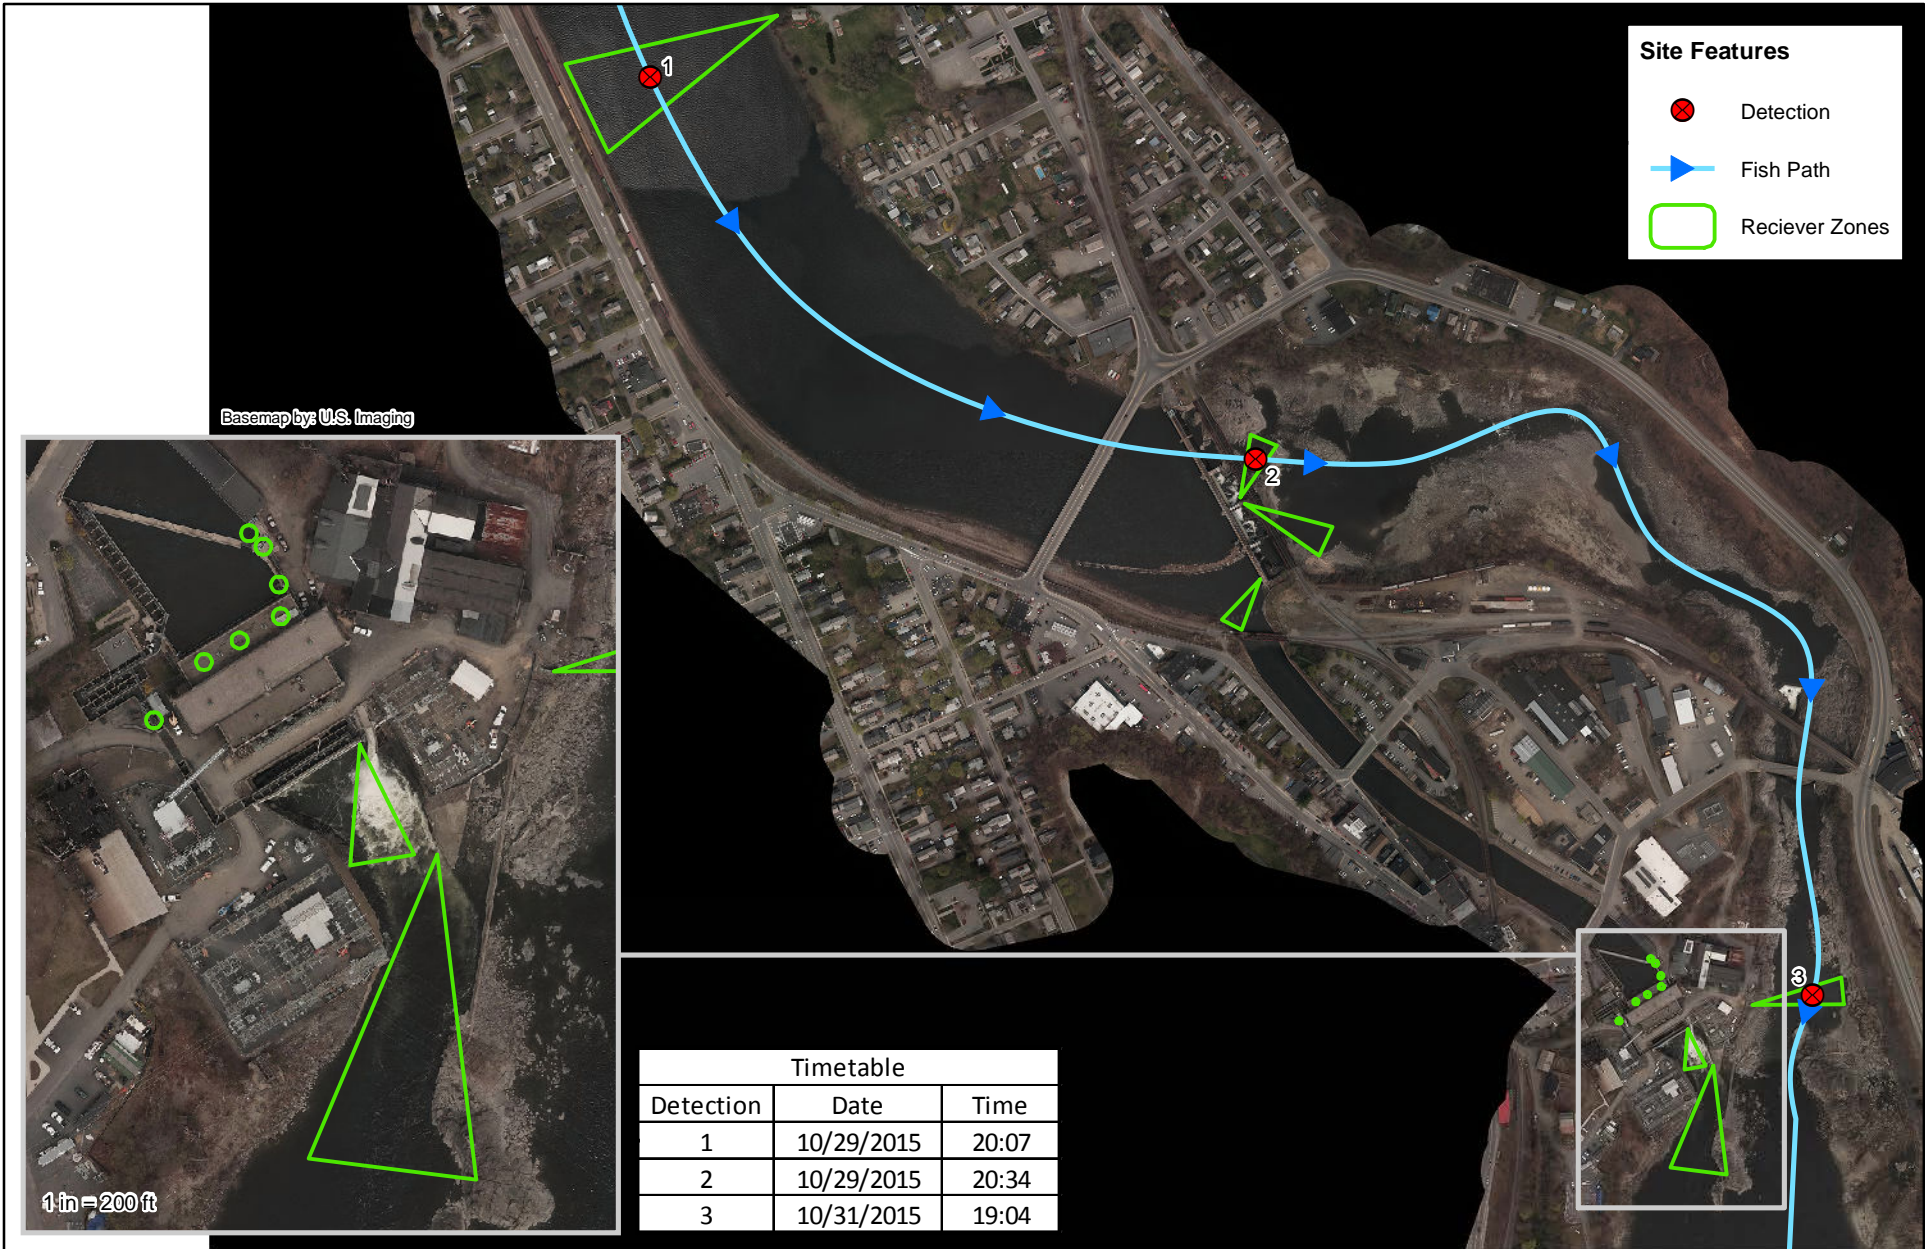 1
Site Features
Detection
Fish Path
Reciever Zones
Basemap by: U.S. Imaging
2
3
1 in = 200 ft
Timetable
Detection Date Time
1 10/29/2015 20:07
2 10/29/2015 20:34
3 10/31/2015 19:04